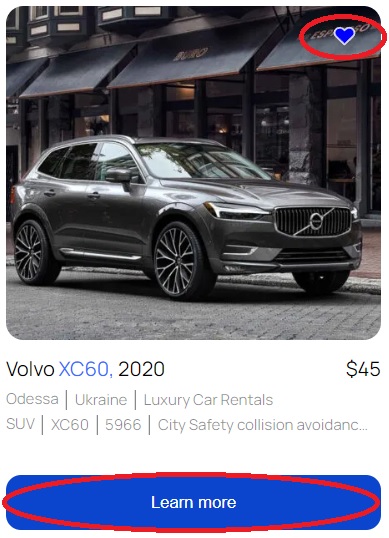 Volvo XC60, 2020 $45
Odessa | Ukraine | Luxury Car Rentals
SUV | XC60 | 5966 | City Safety collision avoidanc...
Learn more